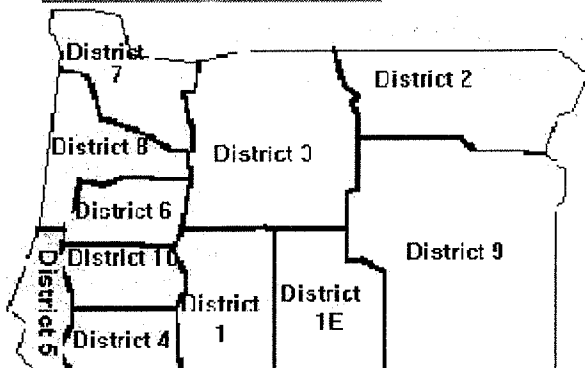 District
7
District 2
District 8
District 3
District 6
District 9
District 10
District 5
District
1
District
1E
District 4